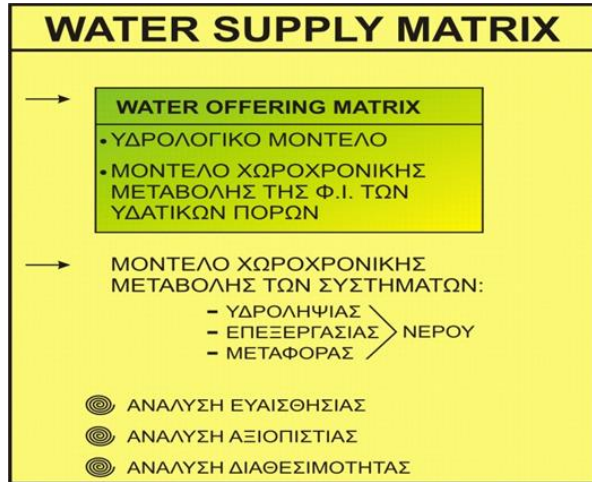 WATER SUPPLY MATRIX
WATER OFFERING MATRIX
• ΥΔΡΟΛΟΓΙΚΟ ΜΟΝΤΕΛΟ
• ΜΟΝΤΕΛΟ ΧΩΡΟΧΡΟΝΙΚΗΣ
ΜΕΤΑΒΟΛΗΣ ΤΗΣ Φ.Ι. ΤΩΝ
ΥΔΑΤΙΚΩΝ ΠΟΡΩΝ
ΜΟΝΤΕΛΟ ΧΩΡΟΧΡΟΝΙΚΗΣ
ΜΕΤΑΒΟΛΗΣ ΤΩΝ ΣΥΣΤΗΜΑΤΩΝ:
– ΥΔΡΟΛΗΨΙΑΣ
– ΕΠΕΞΕΡΓΑΣΙΑΣ ΝΕΡΟΥ
– ΜΕΤΑΦΟΡΑΣ
ΑΝΑΛΥΣΗ ΕΥΑΙΣΘΗΣΙΑΣ
ΑΝΑΛΥΣΗ ΑΞΙΟΠΙΣΤΙΑΣ
ΑΝΑΛΥΣΗ ΔΙΑΘΕΣΙΜΟΤΗΤΑΣ